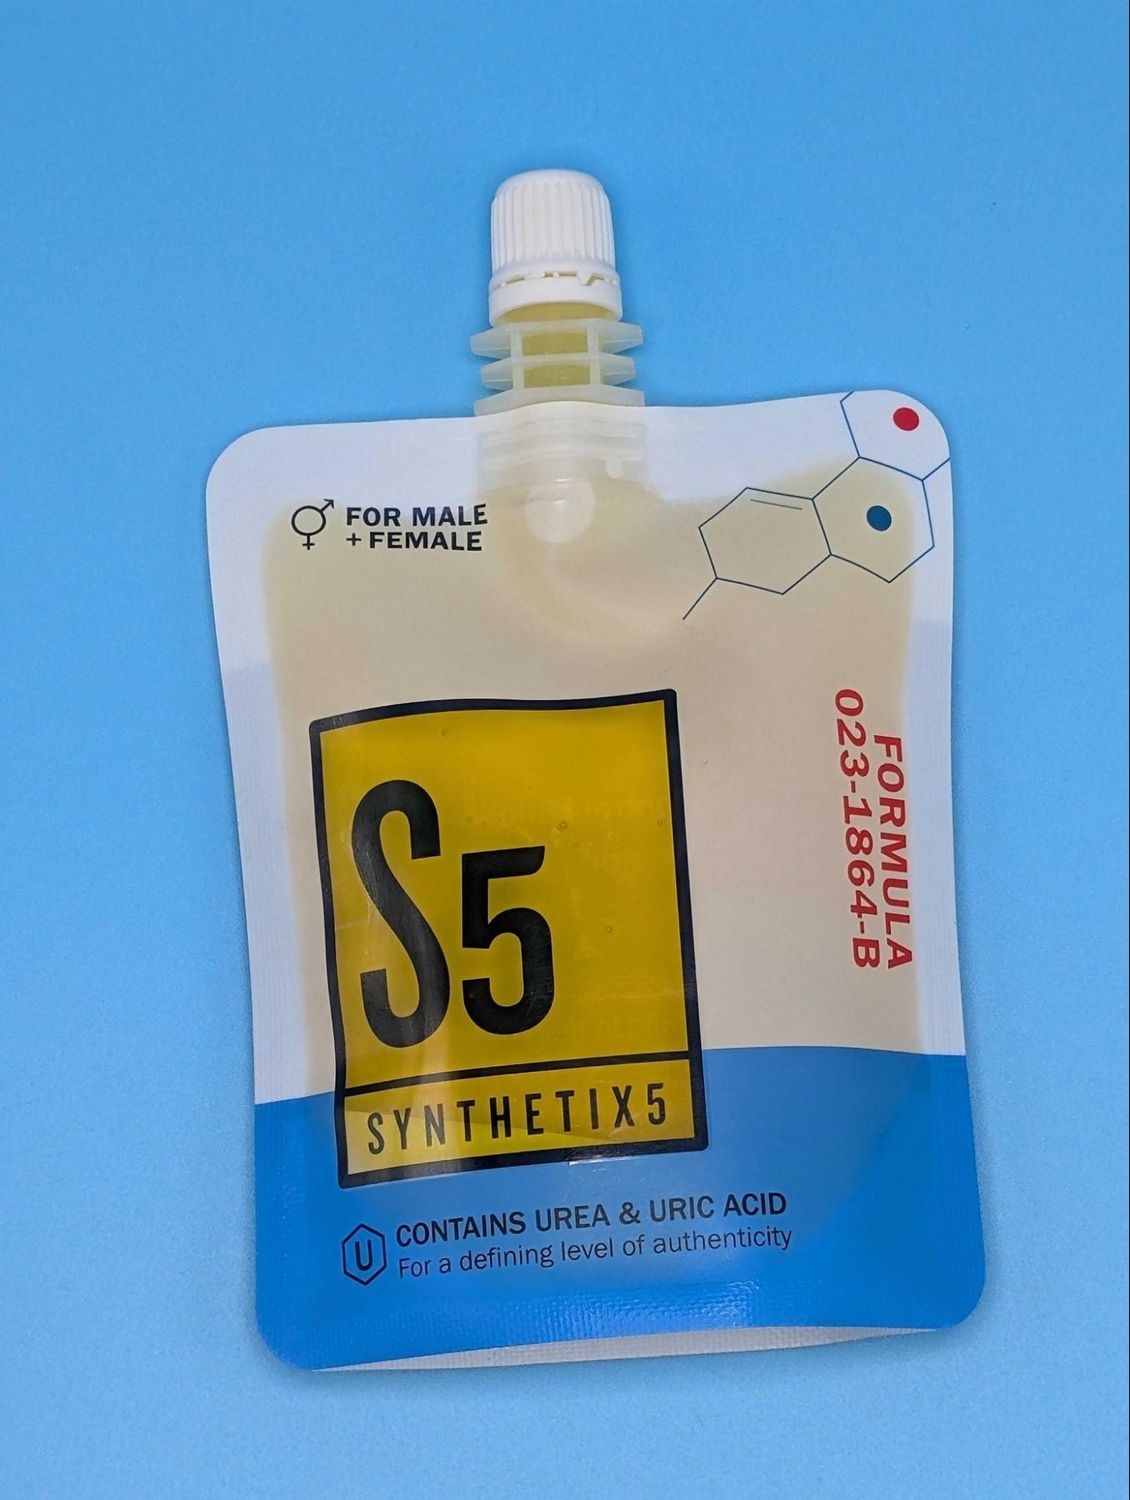 FOR MALE
+ FEMALE
FORMULA
023-1864-B
S5
SYNTHETIX5
U
CONTAINS UREA & URIC ACID
For a defining level of authenticity